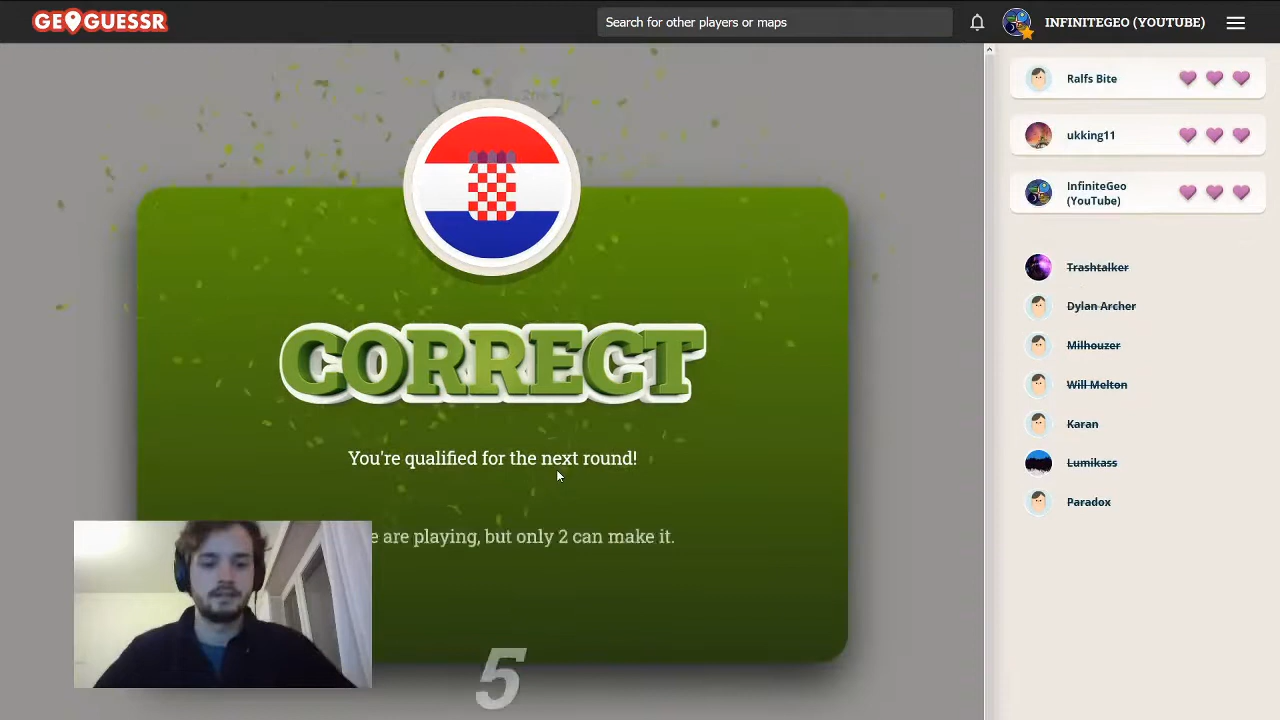 GEOGUESSR
Search for other players or maps
INFINITEGEO (YOUTUBE)
1st
2nd
CORRECT
You're qualified for the next round!
e are playing, but only 2 can make it.
5
Ralfs Bite
ukking11
InfiniteGeo
(YouTube)
Trashtalker
Dylan Archer
Milhouzer
Will Melton
Karan
Lumikass
Paradox